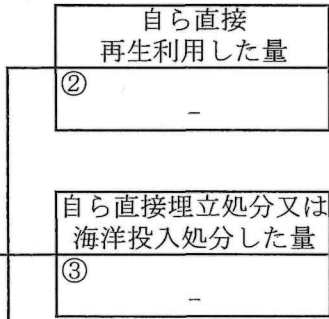 自ら直接
再生利用した量
②
－
自ら直接埋立処分又は
海洋投入処分した量
③
－